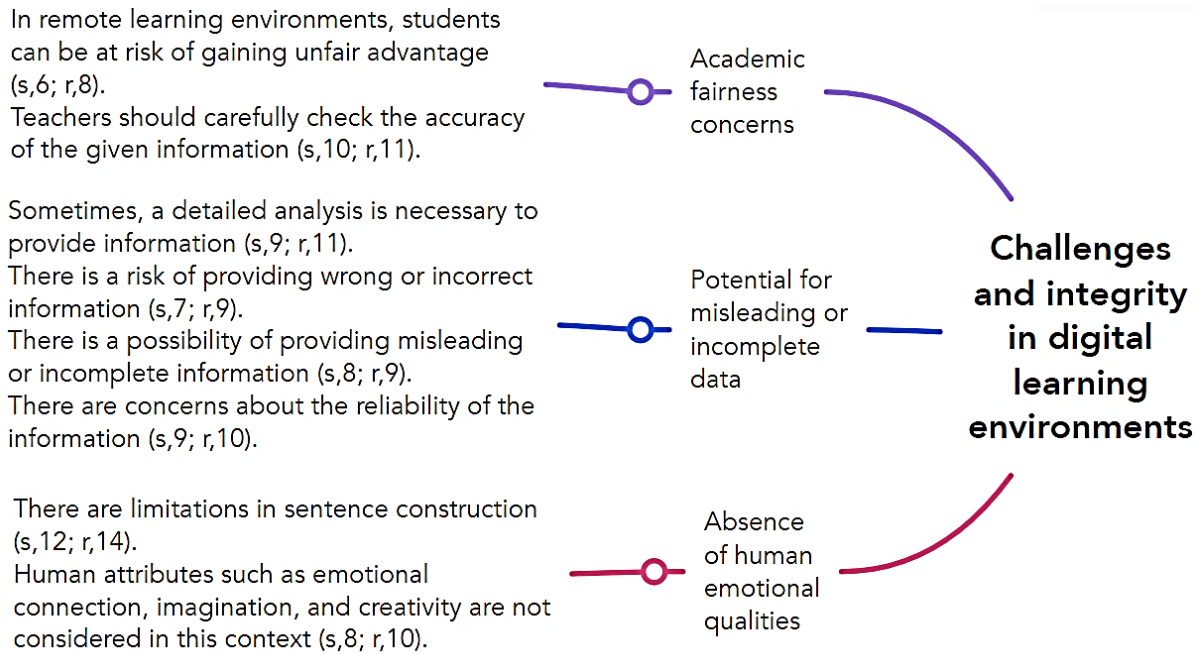 In remote learning environments, students
can be at risk of gaining unfair advantage
(s,6; r,8).
Teachers should carefully check the accuracy
of the given information (s,10; r,11).
Academic
fairness
concerns
Sometimes, a detailed analysis is necessary to
provide information (s,9; r,11).
There is a risk of providing wrong or incorrect
information (s,7; r,9).
There is a possibility of providing misleading
or incomplete information (s,8; r,9).
There are concerns about the reliability of the
information (s,9; r,10).
Potential for
misleading or
incomplete
data
Challenges
and integrity
in digital
learning
environments
There are limitations in sentence construction
(s,12; r,14).
Human attributes such as emotional
connection, imagination, and creativity are not
considered in this context (s,8; r,10).
Absence
of human
emotional
qualities